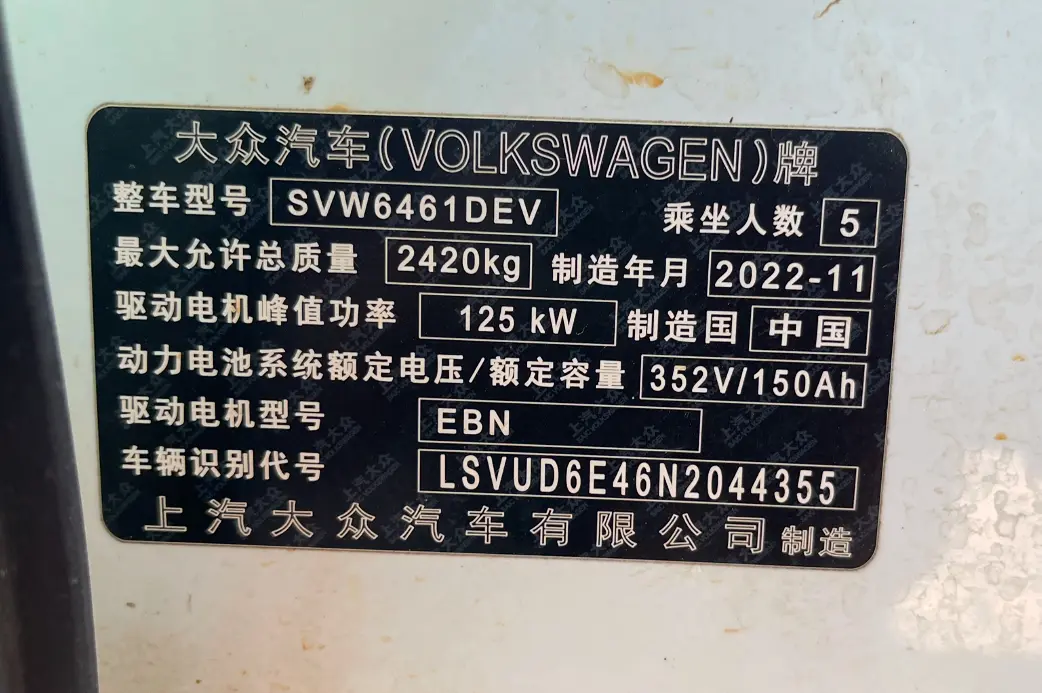 大众汽车(VOLKSWAGEN)牌
整车型号 SVW6461DEV 乘坐人数 5
最大允许总质量 2420kg 制造年月 2022-11
驱动电机峰值功率 125 kW 制造国 中国
动力电池系统额定电压/额定容量 352V/150Ah
驱动电机型号 EBN
车辆识别代号 LSVUD6E46N2044355
上汽大众汽车有限公司 制造